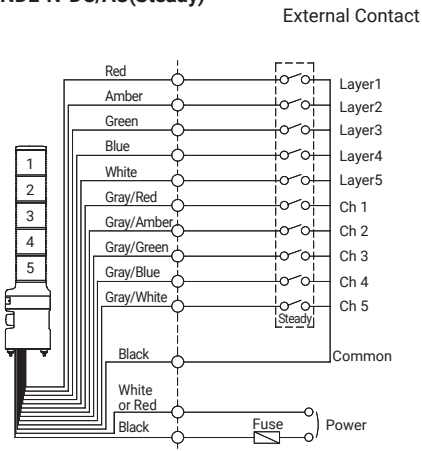 (Steady)
External Contact
Red
Layer1
Amber
Layer2
Green
Layer3
Blue
Layer4
White
Layer5
Gray/Red
Ch 1
Gray/Amber
Ch 2
Gray/Green
Ch 3
Gray/Blue
Ch 4
Gray/White
Ch 5
Steady
1
2
3
4
5
Black
Common
White
or Red
Black
Fuse
Power